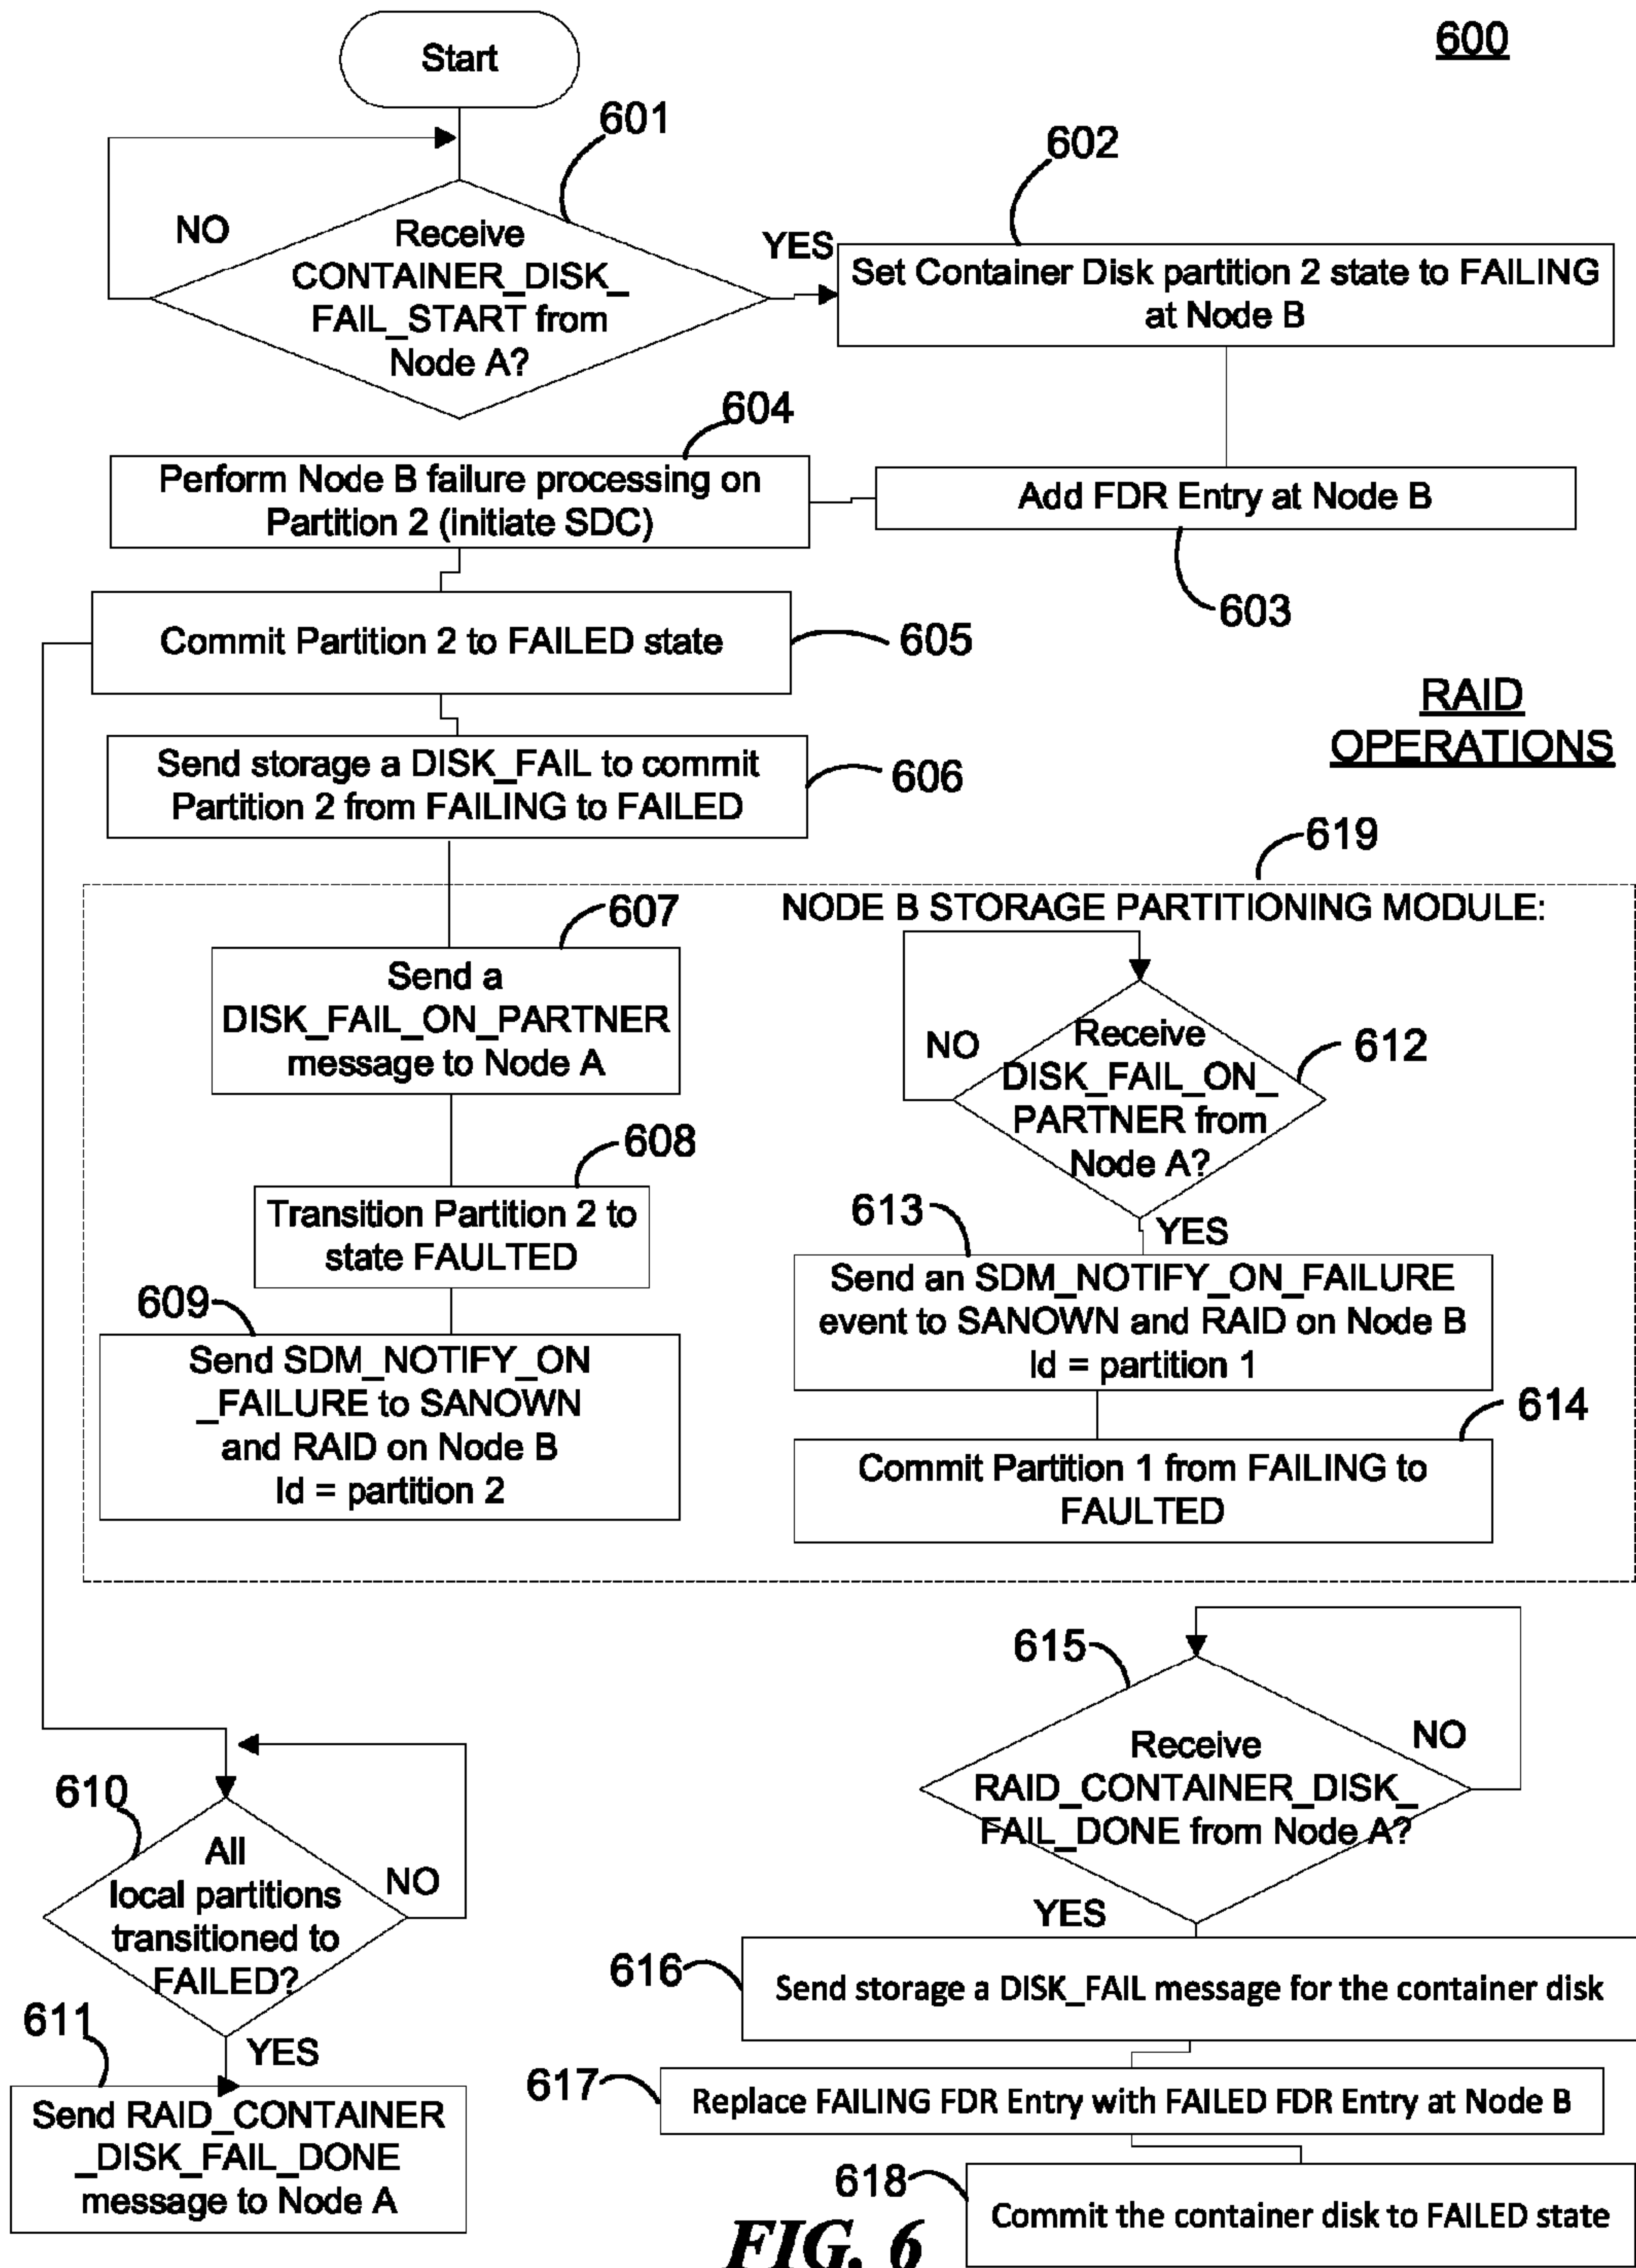 600
Start
601
602
NO
Receive
CONTAINER_DISK_
FAIL_START from
Node A?
YES
Set Container Disk partition 2 state to FAILING
at Node B
604
Perform Node B failure processing on
Partition 2 (initiate SDC)
Add FDR Entry at Node B
603
Commit Partition 2 to FAILED state
605
RAID
OPERATIONS
Send storage a DISK_FAIL to commit
Partition 2 from FAILING to FAILED
606
619
NODE B STORAGE PARTITIONING MODULE:
607
Send a
DISK_FAIL_ON_PARTNER
message to Node A
608
Transition Partition 2 to
state FAULTED
609
Send SDM_NOTIFY_ON
_FAILURE to SANOWN
and RAID on Node B
Id = partition 2
NO
Receive
DISK_FAIL_ON_
PARTNER from
Node A?
612
613
YES
Send an SDM_NOTIFY_ON_FAILURE
event to SANOWN and RAID on Node B
Id = partition 1
614
Commit Partition 1 from FAILING to
FAULTED
610
All
local partitions
transitioned to
FAILED?
NO
611
YES
Send RAID_CONTAINER
_DISK_FAIL_DONE
message to Node A
615
Receive
RAID_CONTAINER_DISK_
FAIL_DONE from Node A?
NO
YES
616
Send storage a DISK_FAIL message for the container disk
617
Replace FAILING FDR Entry with FAILED FDR Entry at Node B
618
Commit the container disk to FAILED state
FIG. 6